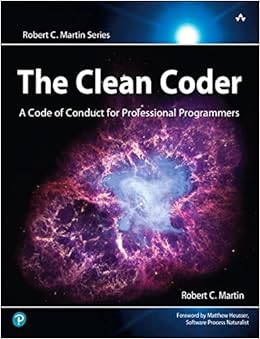 Robert C. Martin Series
The Clean Coder
A Code of Conduct for Professional Programmers
Robert C. Martin
Foreword by Matthew Heusser,
Software Process Naturalist